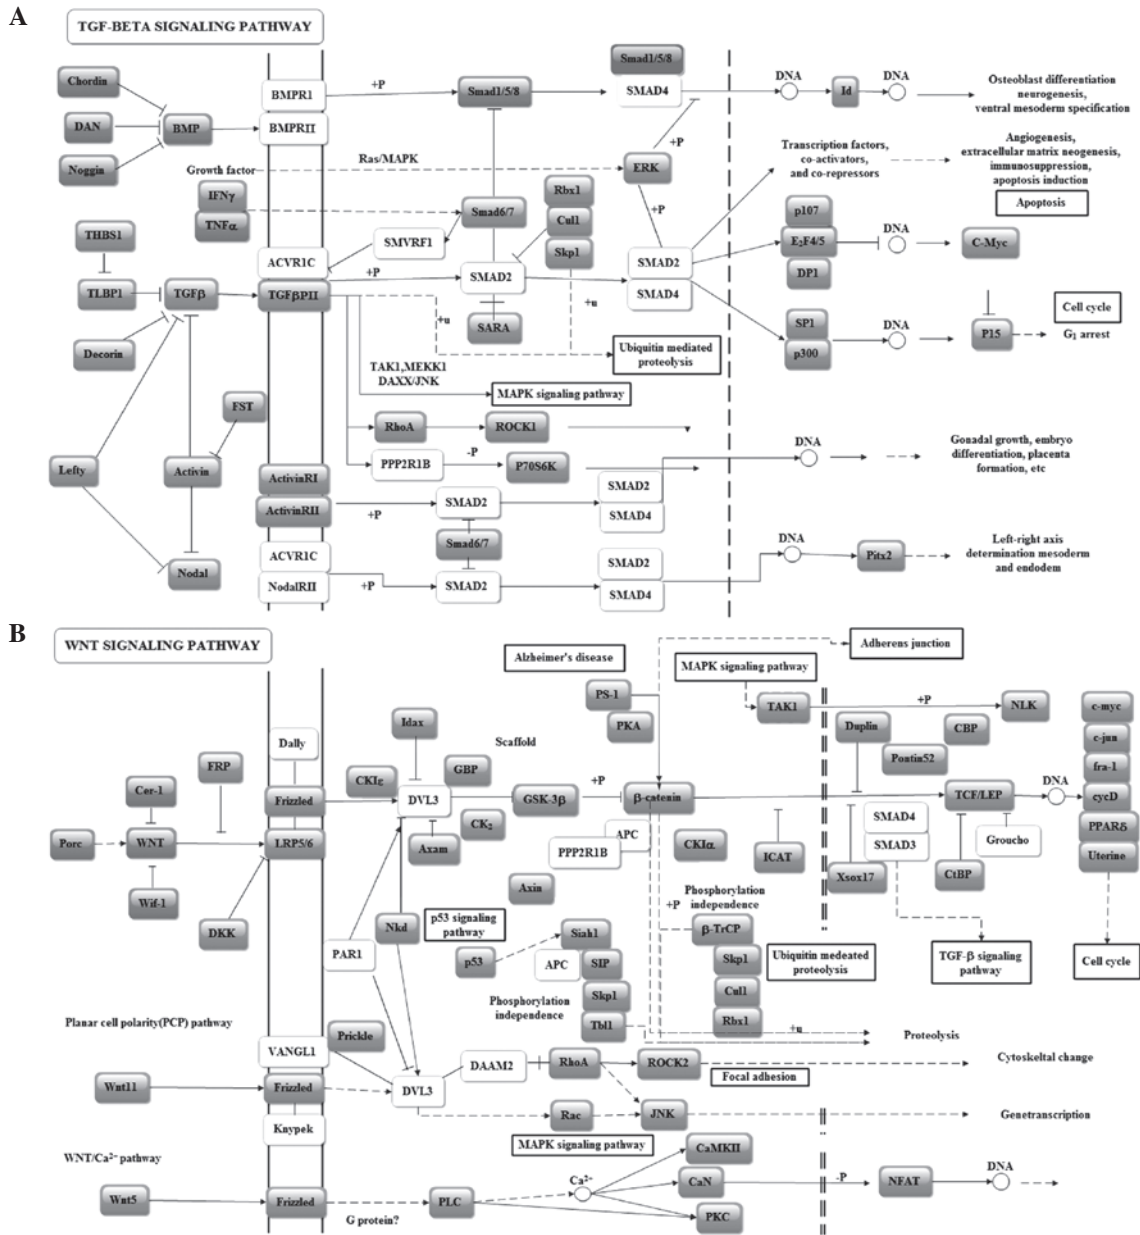 A
TGF-BETA SIGNALING PATHWAY
Smad1/5/8
Chordin
BMPR1
+P
Smad1/5/8
SMAD4
DNA
Id
DNA
Osteoblast differentiation
neurogenesis,
ventral mesoderm specification
DAN
BMP
BMPRII
Noggin
Growth factor
Ras/MAPK
ERK
+P
Transcription factors,
co-activators,
and co-repressors
Angiogenesis,
extracellular matrix neogenesis,
immunosuppression,
apoptosis induction
Apoptosis
IFNγ
TNFα
Smad6/7
Rbx1
Cul1
Skp1
+P
p107
E₂F4/5
DP1
DNA
C-Myc
THBS1
SMVRF1
ACVR1C
+P
SMAD2
SMAD2
SMAD4
TLBP1
TGFβ
TGFβPII
+u
SARA
+u
SP1
p300
DNA
P15
Cell cycle
G₁ arrest
Decorin
Ubiquitin mediated
proteolysis
TAK1,MEKK1
DAXX/JNK
MAPK signaling pathway
FST
RhoA
ROCK1
PPP2R1B
-P
P70S6K
DNA
Gonadal growth, embryo
differentiation, placenta
formation, etc
Lefty
Activin
ActivinRI
ActivinRII
+P
SMAD2
SMAD2
SMAD4
Smad6/7
Nodal
ACVR1C
NodalRII
+P
SMAD2
SMAD2
SMAD4
DNA
Pitx2
Left-right axis
determination mesoderm
and endodem
B
WNT SIGNALING PATHWAY
Alzheimer's disease
Adherens junction
MAPK signaling pathway
PS-1
PKA
TAK1
+P
NLK
c-myc
Idax
Scaffold
Duplin
CBP
Pontin52
c-jun
Dally
FRP
GBP
CKIε
fra-1
Cer-1
Frizzled
DVL3
GSK-3β
+P
β-catenin
TCF/LEP
DNA
cycD
Porc
WNT
LRP5/6
CK₂
Axam
APC
PPP2R1B
CKIα
ICAT
SMAD4
SMAD3
Groucho
PPARδ
Uterine
Wif-1
Axin
Xsox17
CtBP
DKK
Nkd
p53 signaling
pathway
Phosphorylation
independence
+P
β-TrCP
PAR1
p53
Siah1
APC
SIP
Skp1
Tbl1
Skp1
Cul1
Rbx1
Ubiquitin medeated
proteolysis
TGF-β signaling
pathway
Cell cycle
Phosphorylation
independence
+u
Proteolysis
Planar cell polarity(PCP) pathway
Prickle
VANGL1
DAAM2
RhoA
ROCK2
Focal adhesion
Cytoskeltal change
Wnt11
Frizzled
DVL3
Rac
JNK
Genetranscription
Knypek
MAPK signaling pathway
WNT/Ca²⁻ pathway
CaMKII
Ca²⁻
Wnt5
Frizzled
PLC
CaN
-P
NFAT
DNA
G protein?
PKC